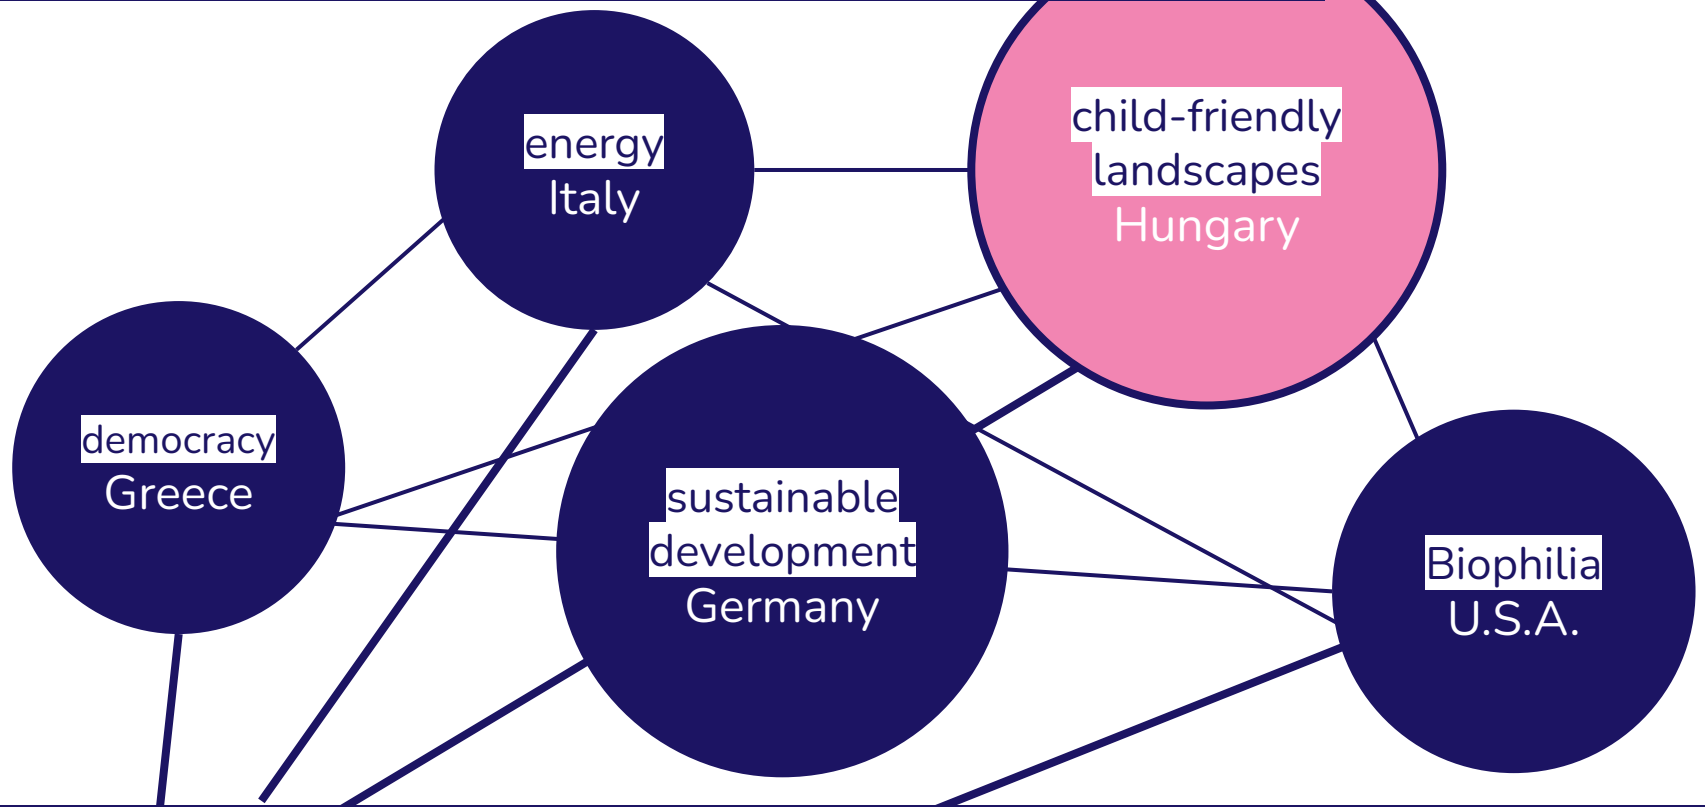 energy
Italy
child-friendly
landscapes
Hungary
democracy
Greece
sustainable
development
Germany
Biophilia
U.S.A.